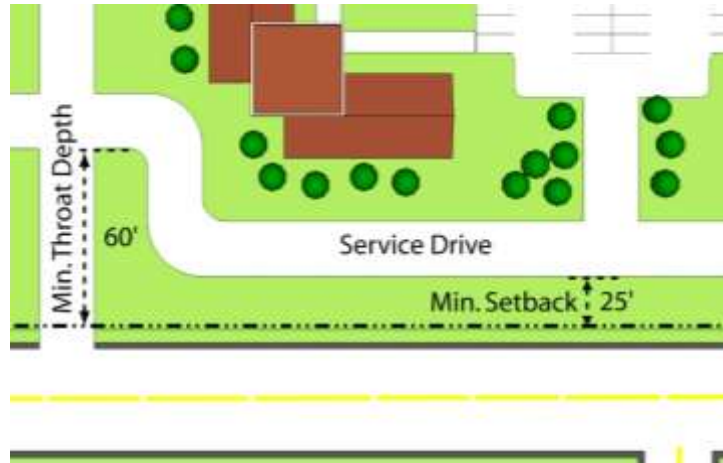 Min. Throat Depth
60'
Service Drive
Min. Setback 25'